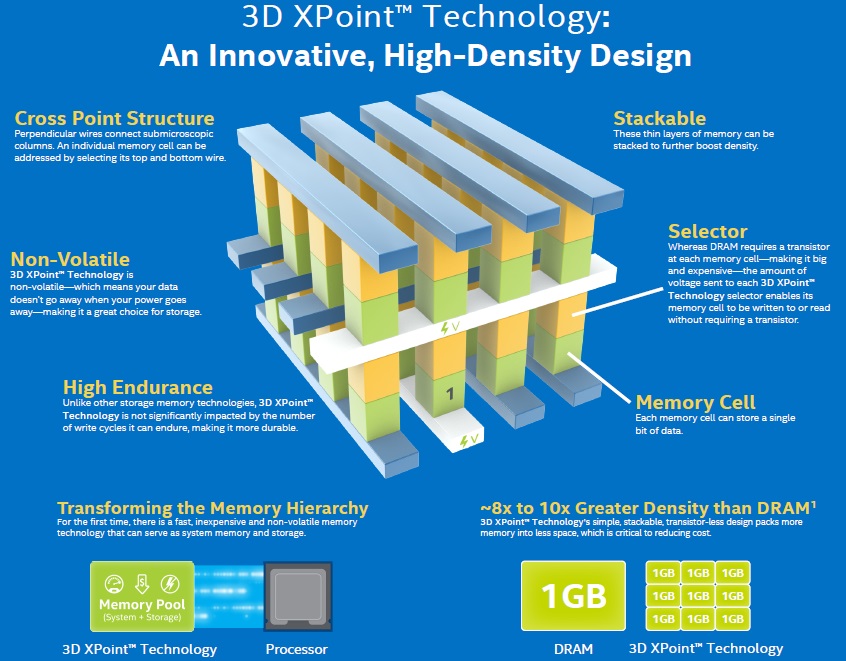 3D XPoint™ Technology:
An Innovative, High-Density Design
Cross Point Structure
Perpendicular wires connect submicroscopic
columns. An individual memory cell can be
addressed by selecting its top and bottom wire.
Stackable
These thin layers of memory can be
stacked to further boost density.
Non-Volatile
3D XPoint™ Technology is
non-volatile—which means your data
doesn't go away when your power goes
away—making it a great choice for storage.
Selector
Whereas DRAM requires a transistor
at each memory cell—making it big
and expensive—the amount of
voltage sent to each 3D XPoint™
Technology selector enables its
memory cell to be written to or read
without requiring a transistor.
V
1
V
High Endurance
Unlike other storage memory technologies, 3D XPoint™
Technology is not significantly impacted by the number
of write cycles it can endure, making it more durable.
Memory Cell
Each memory cell can store a single
bit of data.
Transforming the Memory Hierarchy
For the first time, there is a fast, inexpensive and non-volatile memory
technology that can serve as system memory and storage.
$
Memory Pool
(System + Storage)
3D XPoint™ Technology
Processor
~8x to 10x Greater Density than DRAM¹
3D XPoint™ Technology's simple, stackable, transistor-less design packs more
memory into less space, which is critical to reducing cost.
1GB
1GB 1GB 1GB
1GB 1GB 1GB
1GB 1GB 1GB
DRAM
3D XPoint™ Technology